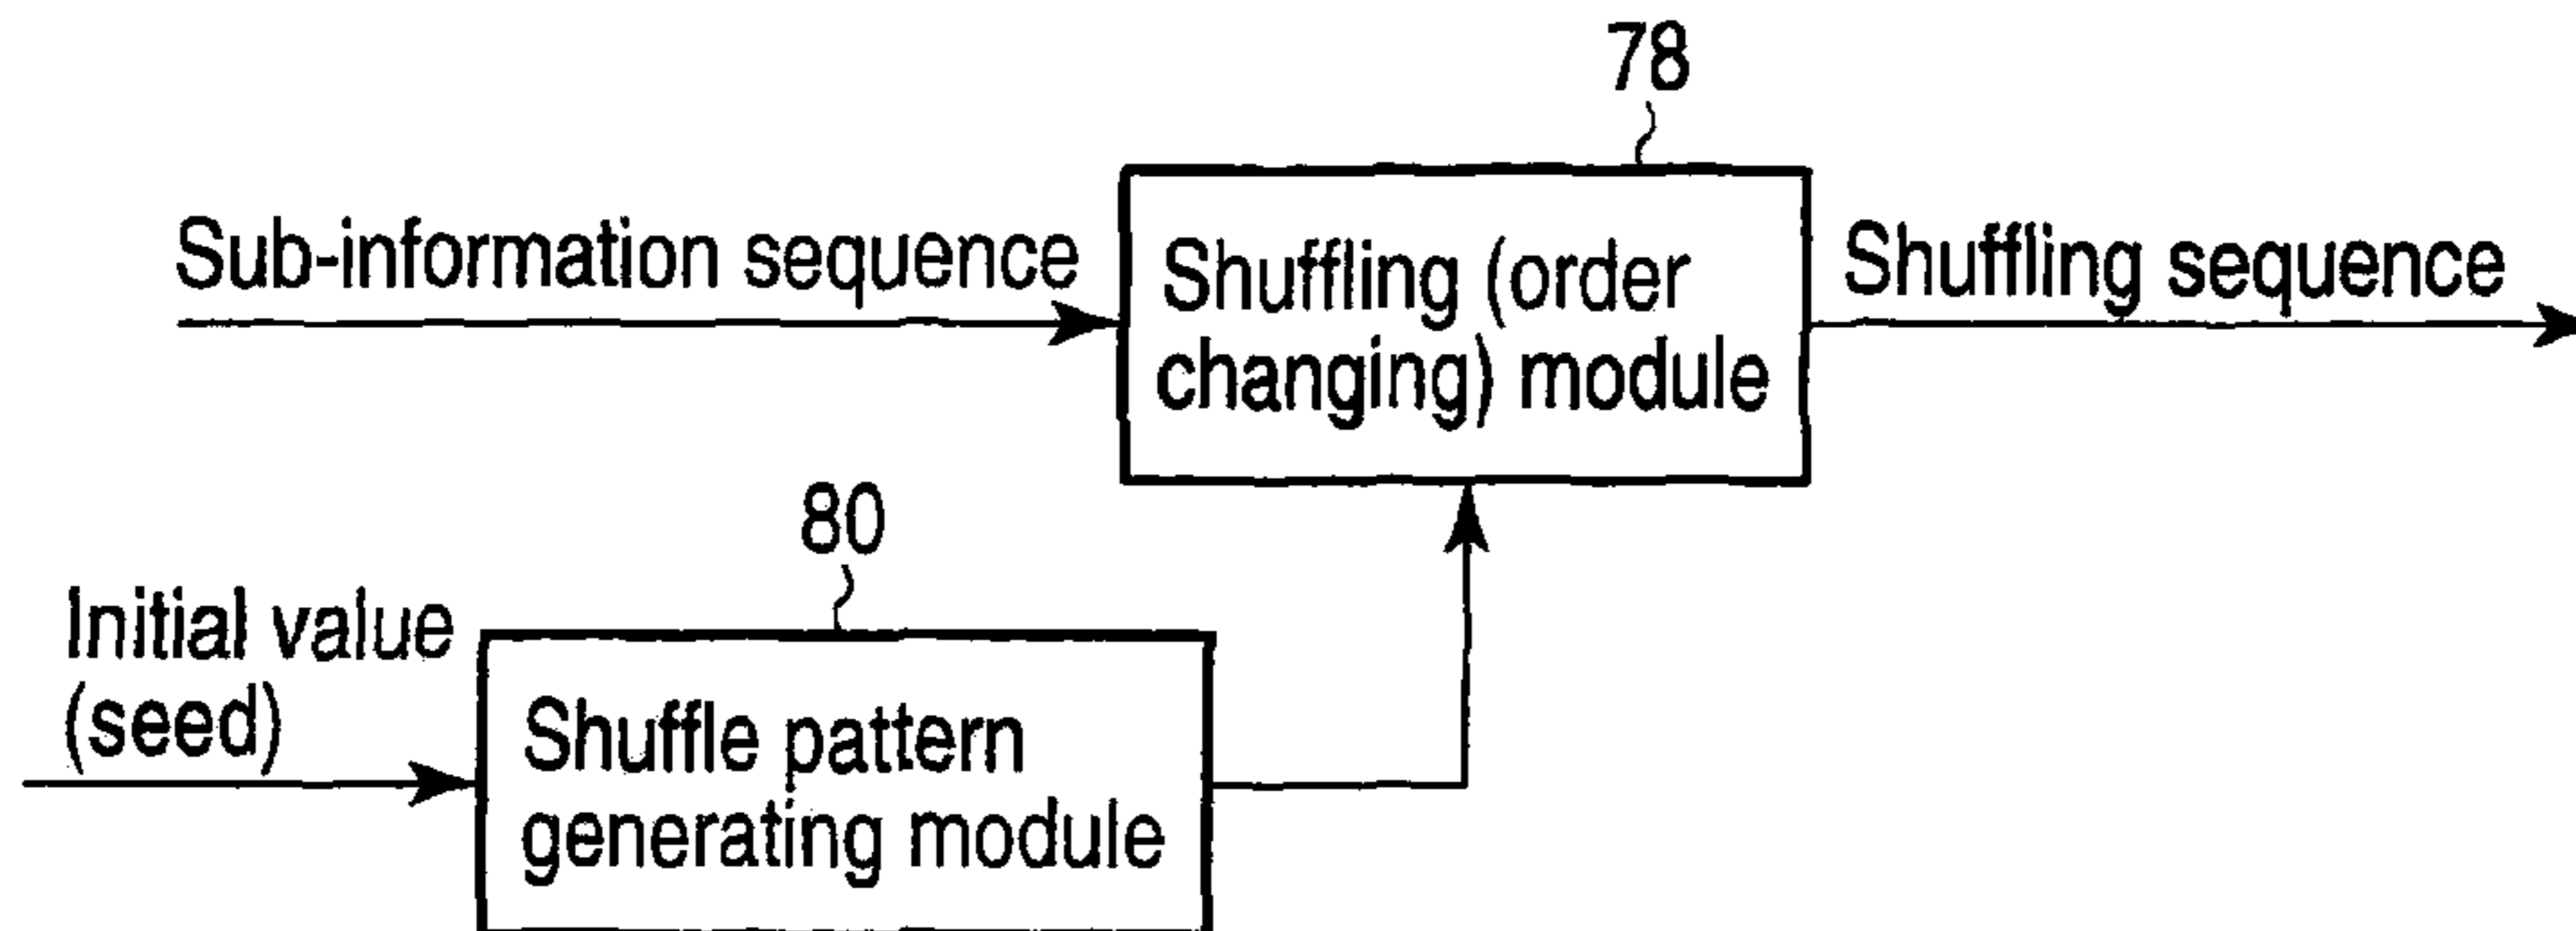 78
Sub-information sequence
Shuffling (order
changing) module
Shuffling sequence
80
Initial value
(seed)
Shuffle pattern
generating module